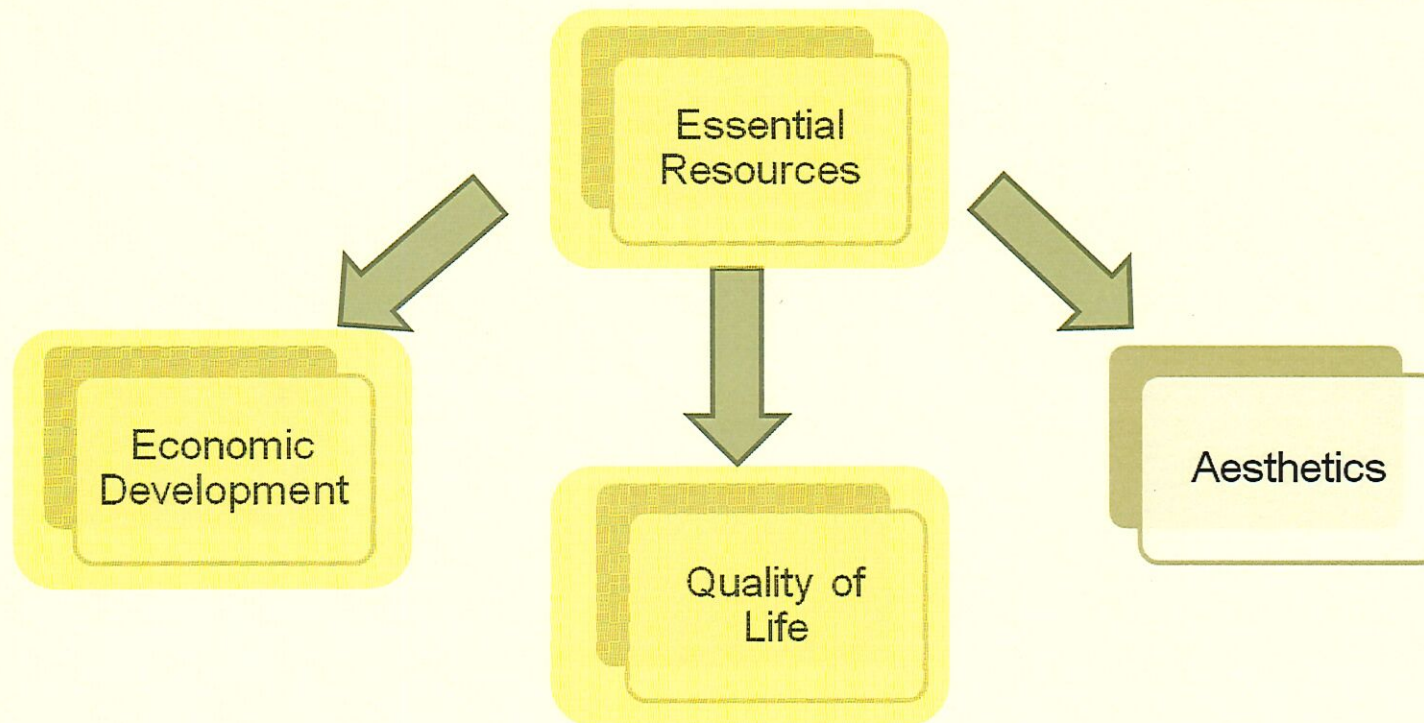 Essential
Resources
Economic
Development
Quality of
Life
Aesthetics